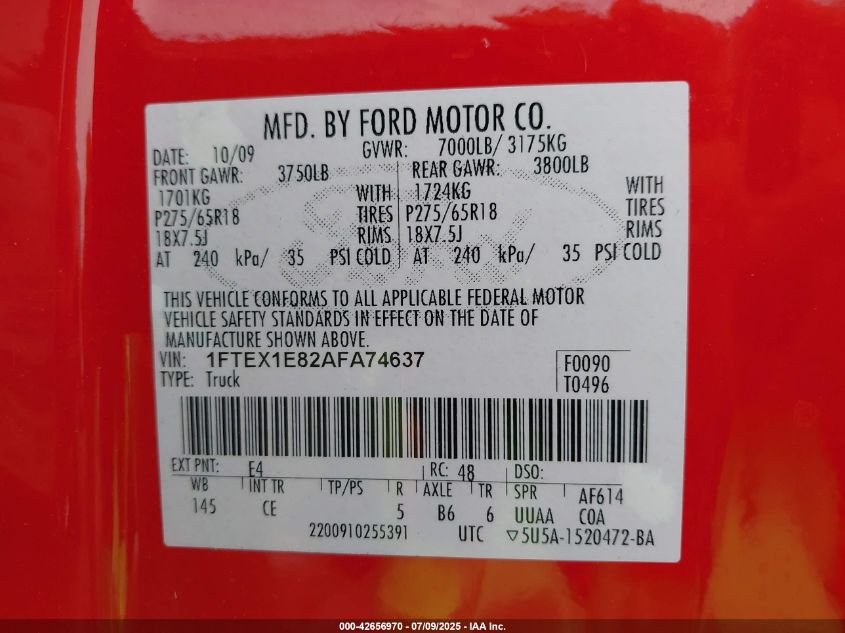 MFD. BY FORD MOTOR CO.
DATE: 10/09 GVWR: 7000LB/ 3175KG
FRONT GAWR: 3750LB REAR GAWR: 3800LB
1701KG WITH 1724KG WITH
P275/65R18 TIRES P275/65R18 TIRES
18X7.5J RIMS 18X7.5J RIMS
AT 240 kPa/ 35 PSI COLD AT 240 kPa/ 35 PSI COLD
THIS VEHICLE CONFORMS TO ALL APPLICABLE FEDERAL MOTOR
VEHICLE SAFETY STANDARDS IN EFFECT ON THE DATE OF
MANUFACTURE SHOWN ABOVE.
VIN: 1FTEX1E82AFA74637 F0090
TYPE: Truck T0496
EXT PNT: E4 RC: 48 DSO:
WB INT TR TP/PS R AXLE TR SPR AF614
145 CE 5 B6 6 UUAA COA
2200910255391 UTC ▽5U5A-1520472-BA
000-42656970 / 07/09/2025 - IAA Inc.